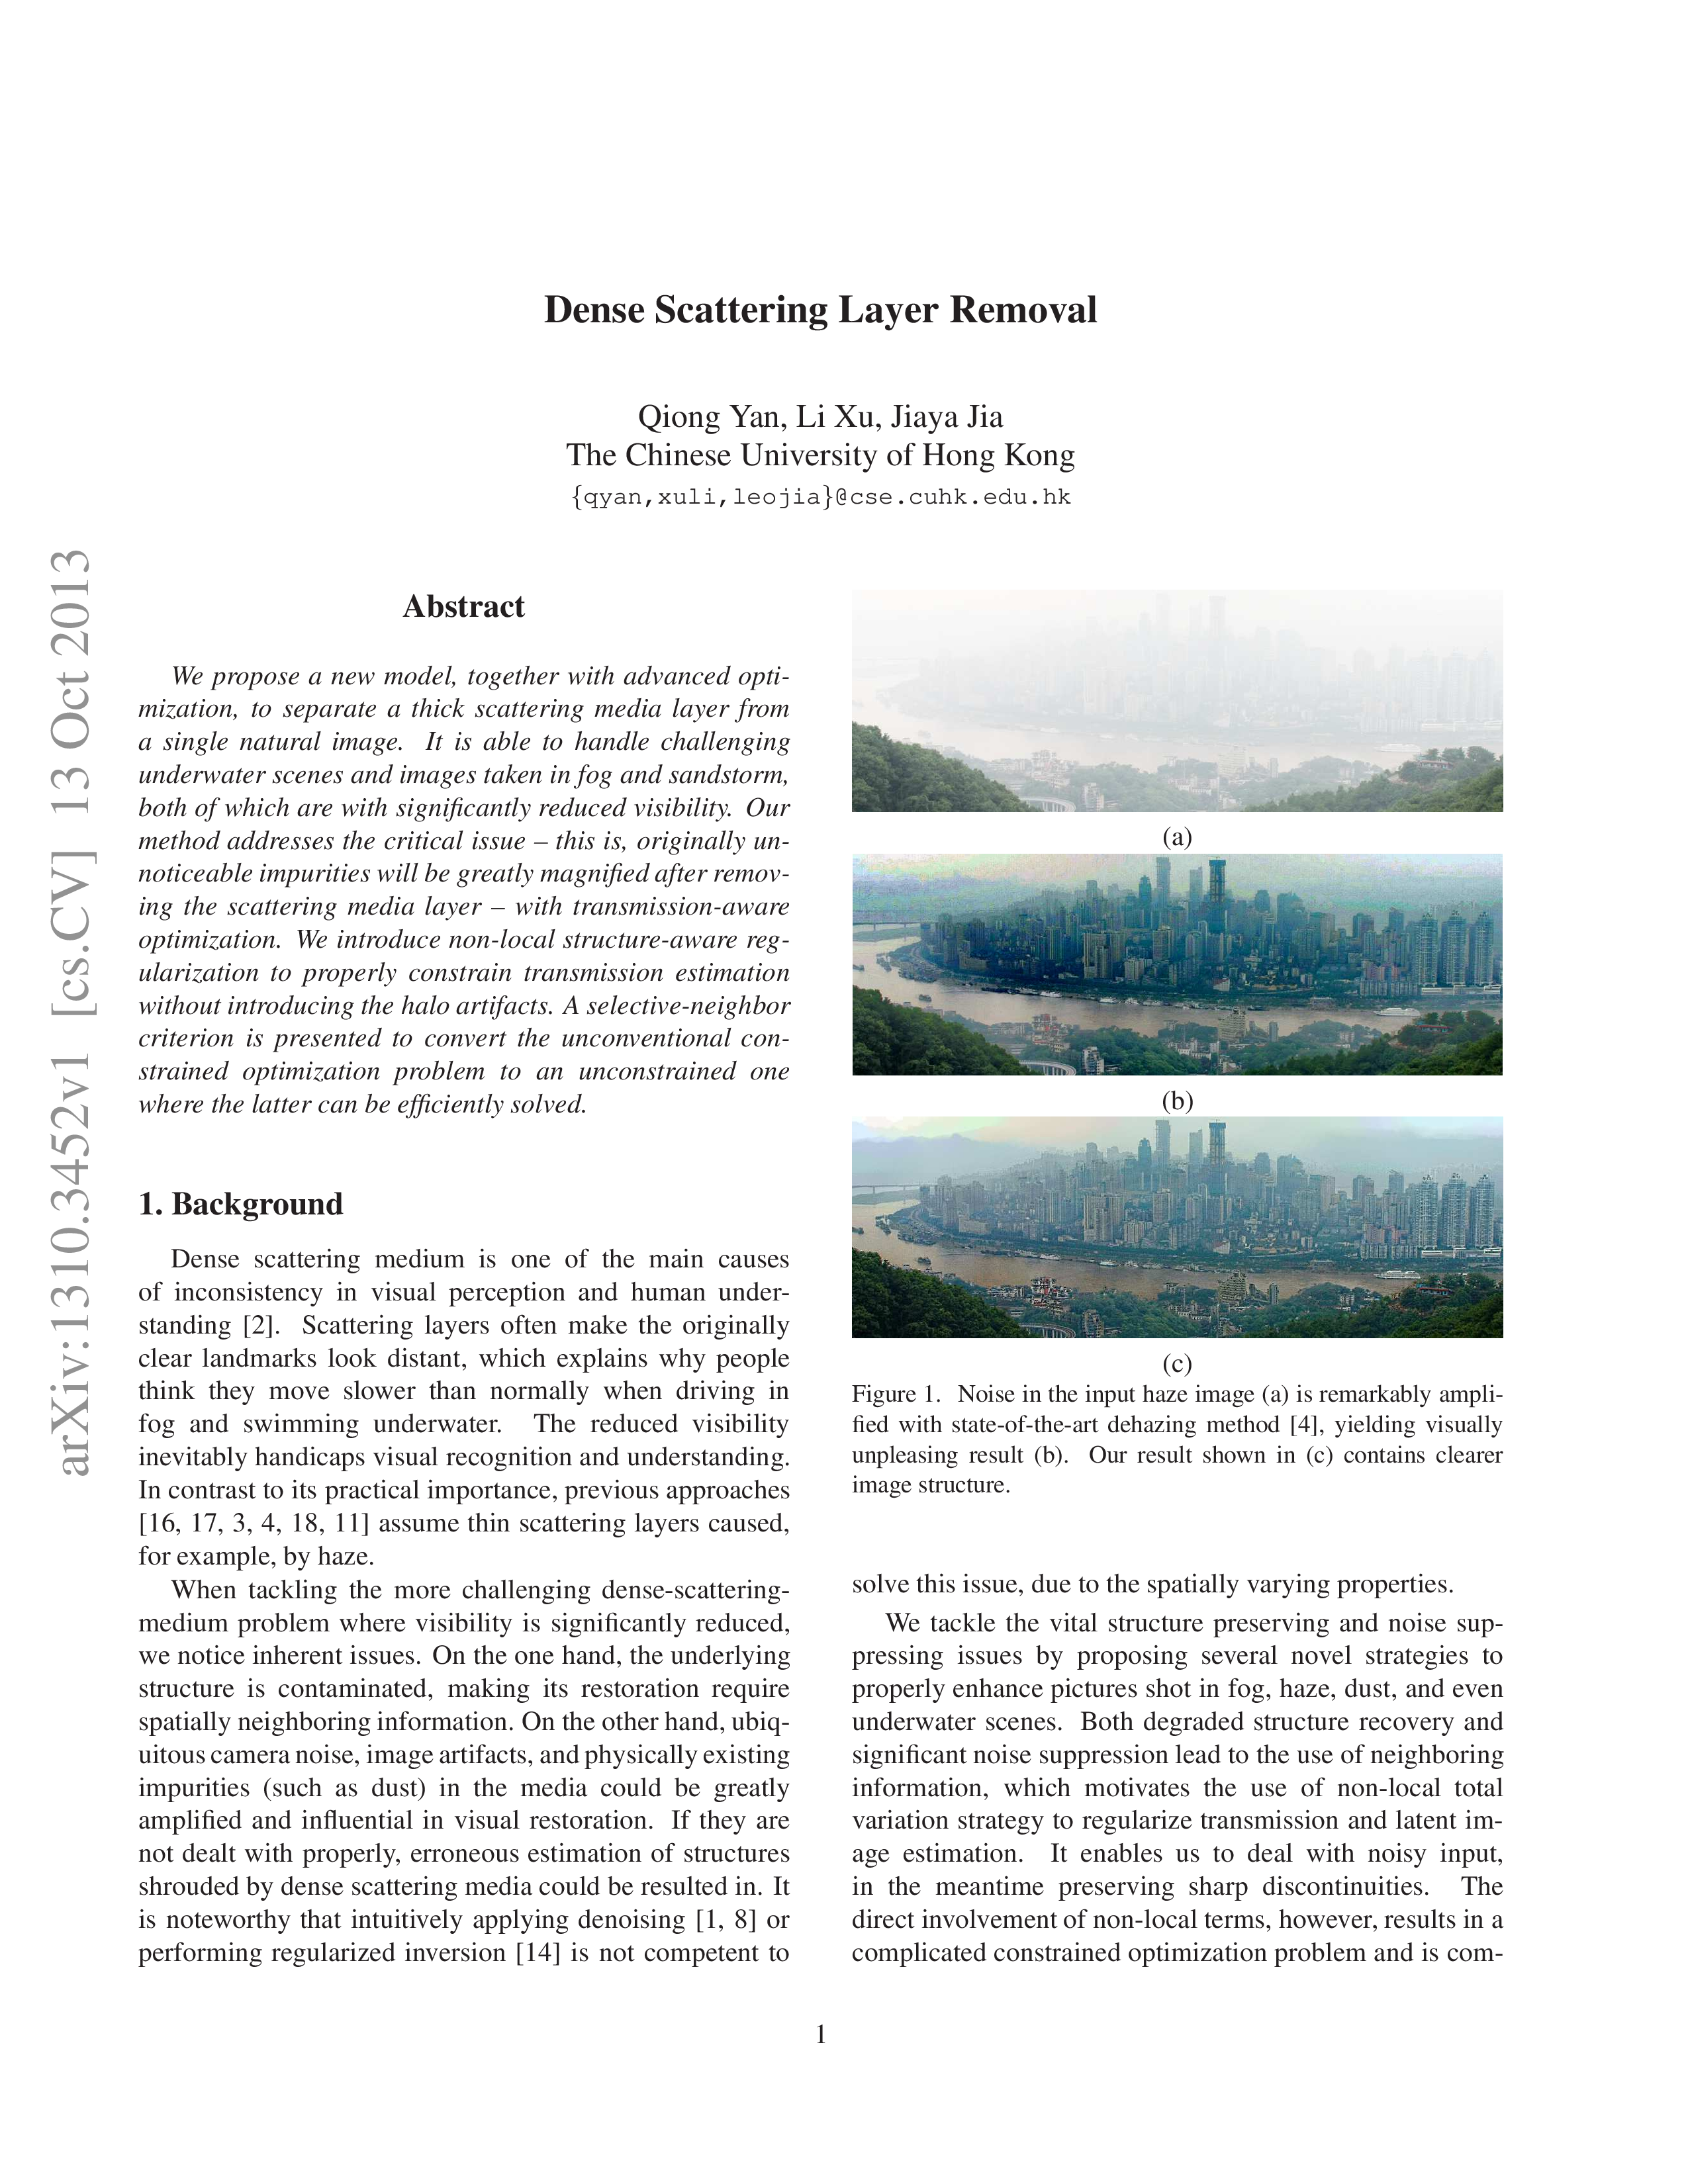 Dense Scattering Layer Removal
Qiong Yan, Li Xu, Jiaya Jia
The Chinese University of Hong Kong
{qyan,xuli,leojia}@cse.cuhk.edu.hk
arXiv:1310.3452v1 [cs.CV] 13 Oct 2013
Abstract
We propose a new model, together with advanced opti-
mization, to separate a thick scattering media layer from
a single natural image. It is able to handle challenging
underwater scenes and images taken in fog and sandstorm,
both of which are with significantly reduced visibility. Our
method addresses the critical issue – this is, originally un-
noticeable impurities will be greatly magnified after remov-
ing the scattering media layer – with transmission-aware
optimization. We introduce non-local structure-aware reg-
ularization to properly constrain transmission estimation
without introducing the halo artifacts. A selective-neighbor
criterion is presented to convert the unconventional con-
strained optimization problem to an unconstrained one
where the latter can be efficiently solved.
1. Background
Dense scattering medium is one of the main causes
of inconsistency in visual perception and human under-
standing [2]. Scattering layers often make the originally
clear landmarks look distant, which explains why people
think they move slower than normally when driving in
fog and swimming underwater. The reduced visibility
inevitably handicaps visual recognition and understanding.
In contrast to its practical importance, previous approaches
[16, 17, 3, 4, 18, 11] assume thin scattering layers caused,
for example, by haze.
When tackling the more challenging dense-scattering-
medium problem where visibility is significantly reduced,
we notice inherent issues. On the one hand, the underlying
structure is contaminated, making its restoration require
spatially neighboring information. On the other hand, ubiq-
uitous camera noise, image artifacts, and physically existing
impurities (such as dust) in the media could be greatly
amplified and influential in visual restoration. If they are
not dealt with properly, erroneous estimation of structures
shrouded by dense scattering media could be resulted in. It
is noteworthy that intuitively applying denoising [1, 8] or
performing regularized inversion [14] is not competent to
(a)
(b)
(c)
Figure 1. Noise in the input haze image (a) is remarkably ampli-
fied with state-of-the-art dehazing method [4], yielding visually
unpleasing result (b). Our result shown in (c) contains clearer
image structure.
solve this issue, due to the spatially varying properties.
We tackle the vital structure preserving and noise sup-
pressing issues by proposing several novel strategies to
properly enhance pictures shot in fog, haze, dust, and even
underwater scenes. Both degraded structure recovery and
significant noise suppression lead to the use of neighboring
information, which motivates the use of non-local total
variation strategy to regularize transmission and latent im-
age estimation. It enables us to deal with noisy input,
in the meantime preserving sharp discontinuities. The
direct involvement of non-local terms, however, results in a
complicated constrained optimization problem and is com-
1